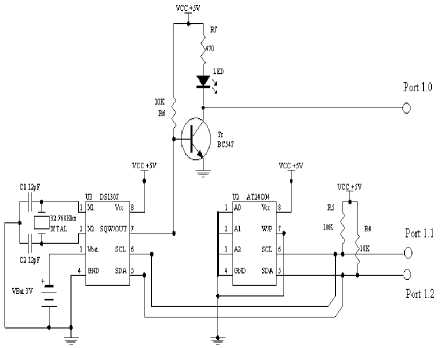 VCC +5V
R7
470
LED
Port 1.0
10K
R6
Tr
BC547
VCC +5V
VCC +5V
VCC +5V
C1 12pF
U3 DS1307
U2 AT24C04
1 X1 Vcc 8
1 A0 Vcc 8
R5
32.768Khz
XTAL
2 X2 SQWOUT 7
2 A1 WP 7
10K
R4
Port 1.1
3 Vbat SCL 6
3 A2 SCL 6
10K
C2 12pF
4 GND SDA 5
4 GND SDA 5
VBat 3V
Port 1.2